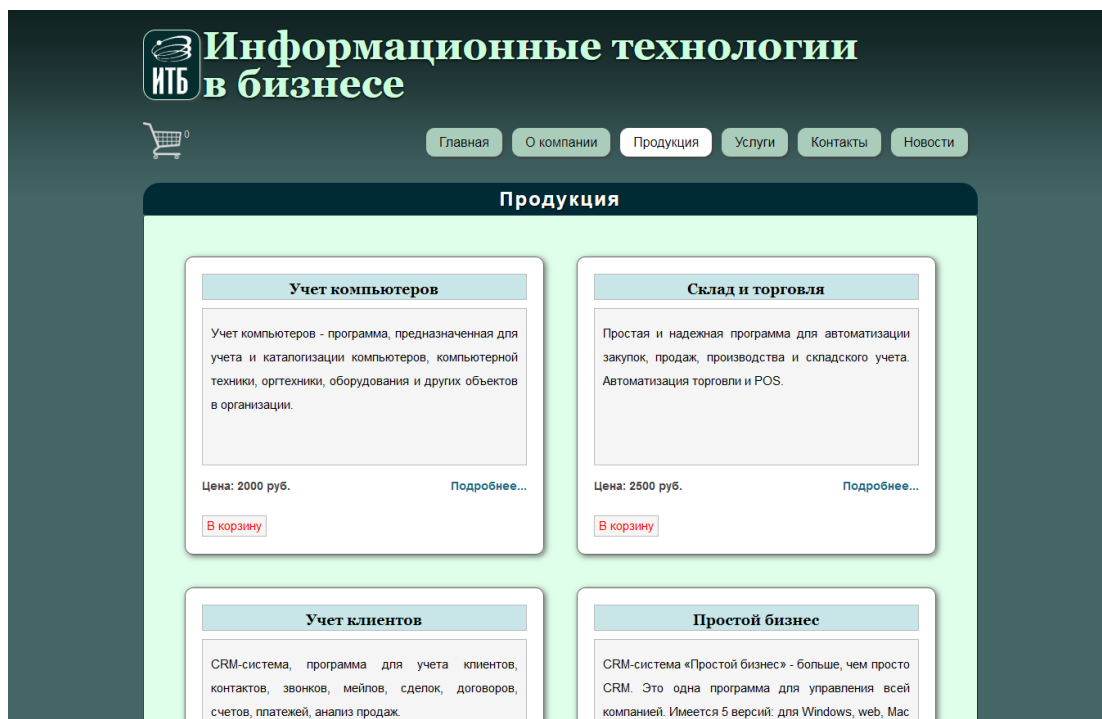 Информационные технологии
ИТБ
в бизнесе
0
Главная
О компании
Продукция
Услуги
Контакты
Новости
Продукция
Учет компьютеров
Учет компьютеров - программа, предназначенная для
учета и каталогизации компьютеров, компьютерной
техники, оргтехники, оборудования и других объектов
в организации.
Цена: 2000 руб.
Подробнее...
В корзину
Склад и торговля
Простая и надежная программа для автоматизации
закупок, продаж, производства и складского учета.
Автоматизация торговли и POS.
Цена: 2500 руб.
Подробнее...
В корзину
Учет клиентов
CRM-система, программа для учета клиентов,
контактов, звонков, мейлов, сделок, договоров,
счетов, платежей, анализ продаж.
Простой бизнес
CRM-система «Простой бизнес» - больше, чем просто
CRM. Это одна программа для управления всей
компанией. Имеется 5 версий: для Windows, web, Mac